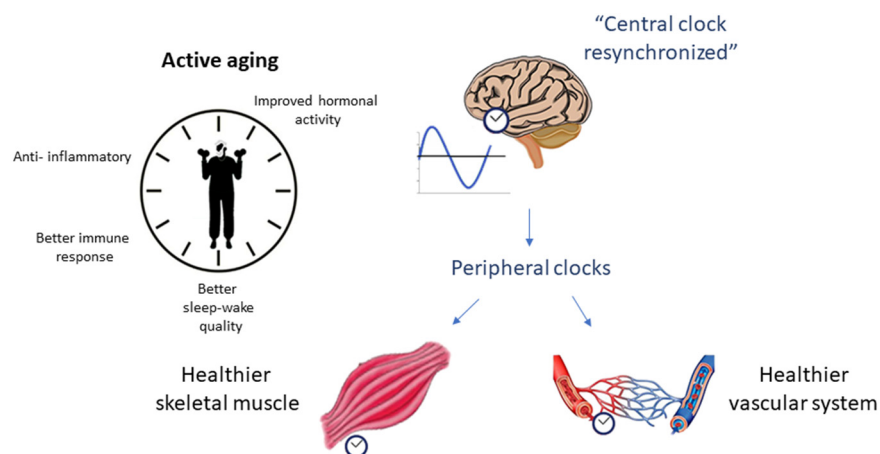 Active aging
Improved hormonal
activity
Anti- inflammatory
Better immune
response
Better
sleep-wake
quality
“Central clock
resynchronized”
Peripheral clocks
Healthier
skeletal muscle
Healthier
vascular system